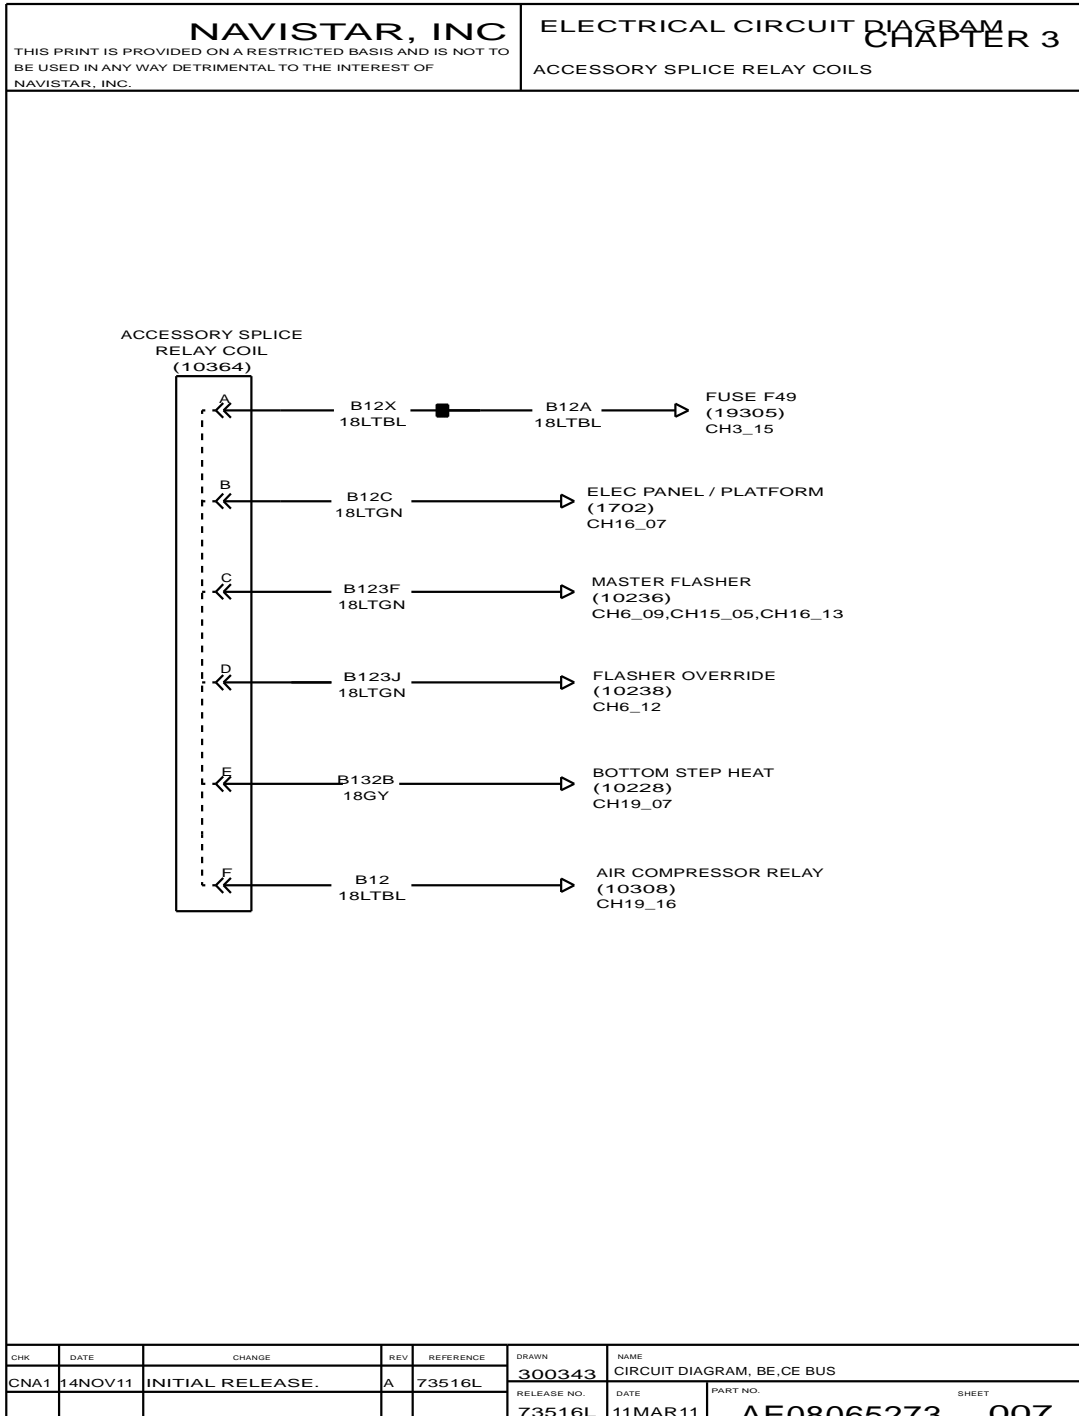 NAVISTAR, INC
THIS PRINT IS PROVIDED ON A RESTRICTED BASIS AND IS NOT TO
BE USED IN ANY WAY DETRIMENTAL TO THE INTEREST OF
NAVISTAR, INC.
ELECTRICAL CIRCUIT DIAGRAM
CHAPTER 3
ACCESSORY SPLICE RELAY COILS
ACCESSORY SPLICE
RELAY COIL
(10364)
A
B12X
18LTBL
B12A
18LTBL
FUSE F49
(19305)
CH3_15
B
B12C
18LTGN
ELEC PANEL / PLATFORM
(1702)
CH16_07
C
B123F
18LTGN
MASTER FLASHER
(10236)
CH6_09,CH15_05,CH16_13
D
B123J
18LTGN
FLASHER OVERRIDE
(10238)
CH6_12
E
B132B
18GY
BOTTOM STEP HEAT
(10228)
CH19_07
F
B12
18LTBL
AIR COMPRESSOR RELAY
(10308)
CH19_16
CHK DATE CHANGE REV REFERENCE
CNA1 14NOV11 INITIAL RELEASE. A 73516L
DRAWN
300343
NAME
CIRCUIT DIAGRAM, BE,CE BUS
RELEASE NO.
73516L
DATE
11MAR11
PART NO.
AE08065273
SHEET
007